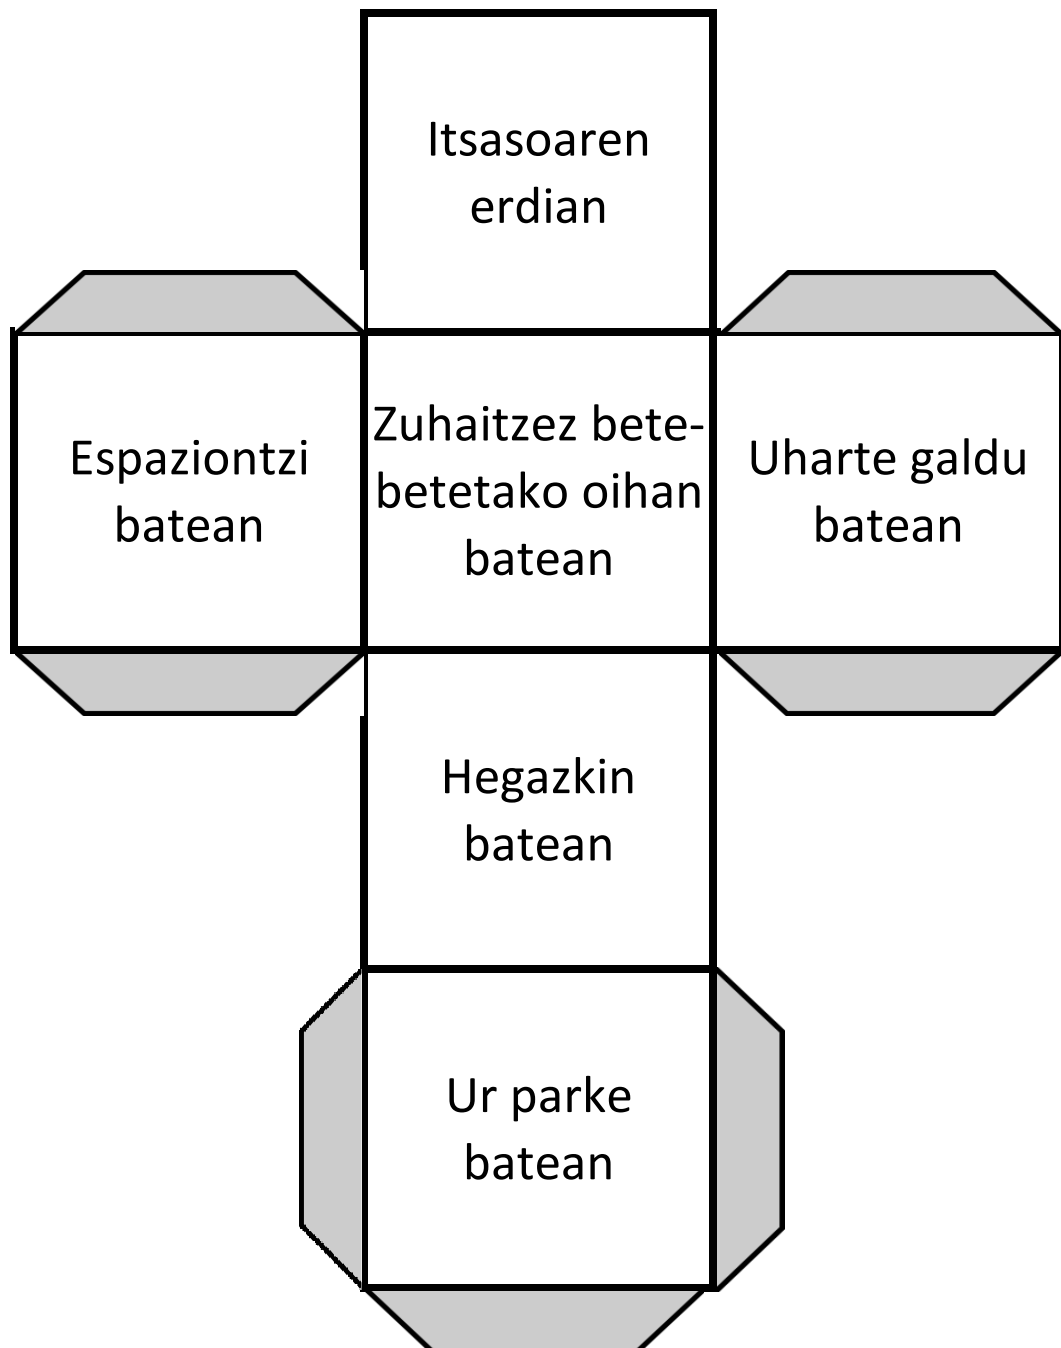 Itsasoaren
erdian
Espaziontzi
batean
Zuhaitzez bete-
betetako oihan
batean
Uharte galdu
batean
Hegazkin
batean
Ur parke
batean